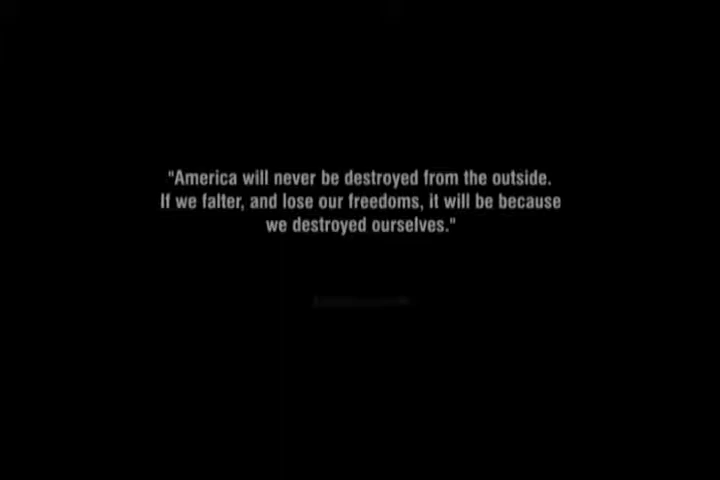 "America will never be destroyed from the outside.
If we falter, and lose our freedoms, it will be because
we destroyed ourselves."